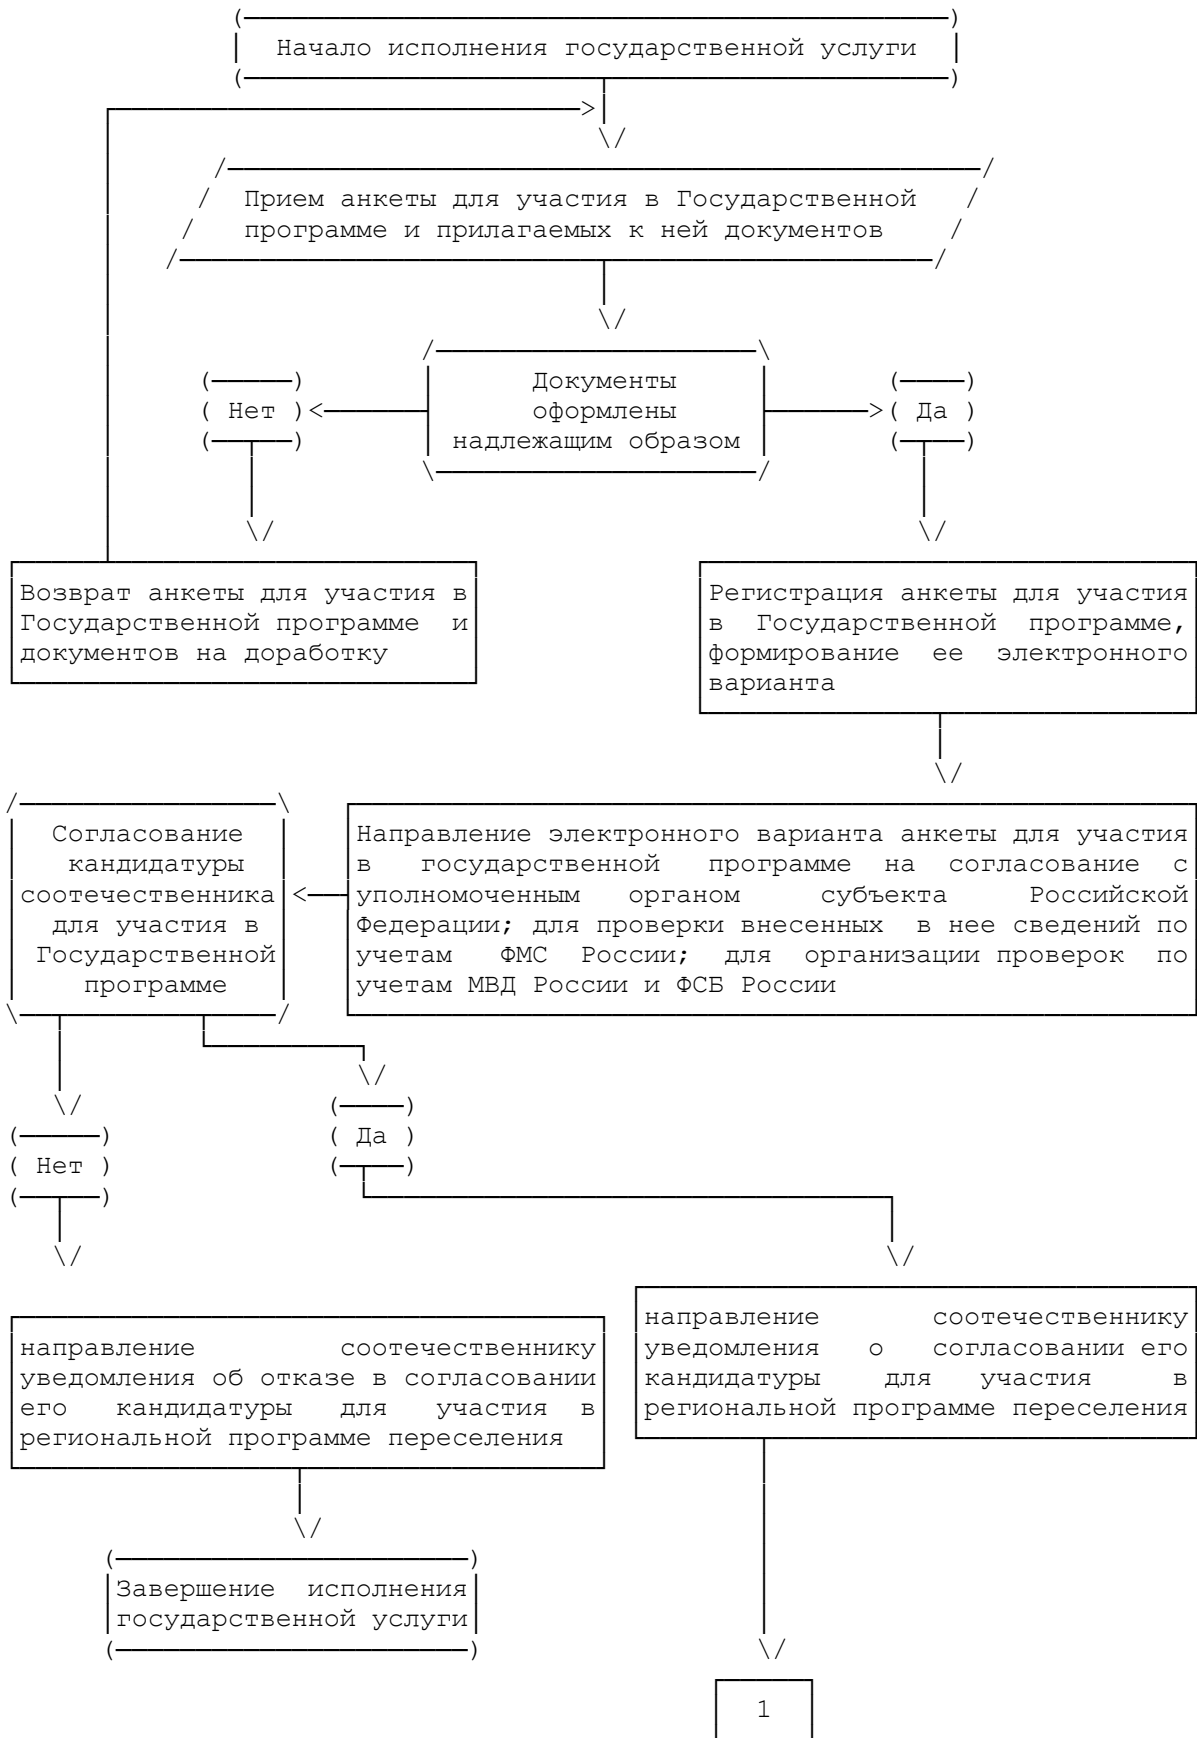 Начало исполнения государственной услуги
Прием анкеты для участия в Государственной
программе и прилагаемых к ней документов
Документы
Нет
оформлены
Да
надлежащим образом
Возврат анкеты для участия в
Государственной программе и
документов на доработку
Регистрация анкеты для участия
в Государственной программе,
формирование ее электронного
варианта
Согласование
кандидатуры
соотечественника
для участия в
Государственной
программе
Направление электронного варианта анкеты для участия
в государственной программе на согласование с
уполномоченным органом субъекта Российской
Федерации; для проверки внесенных в нее сведений по
учетам ФМС России; для организации проверок по
учетам МВД России и ФСБ России
Да
Нет
направление соотечественнику
уведомления об отказе в согласовании
его кандидатуры для участия в
региональной программе переселения
направление соотечественнику
уведомления о согласовании его
кандидатуры для участия в
региональной программе переселения
Завершение исполнения
государственной услуги
1